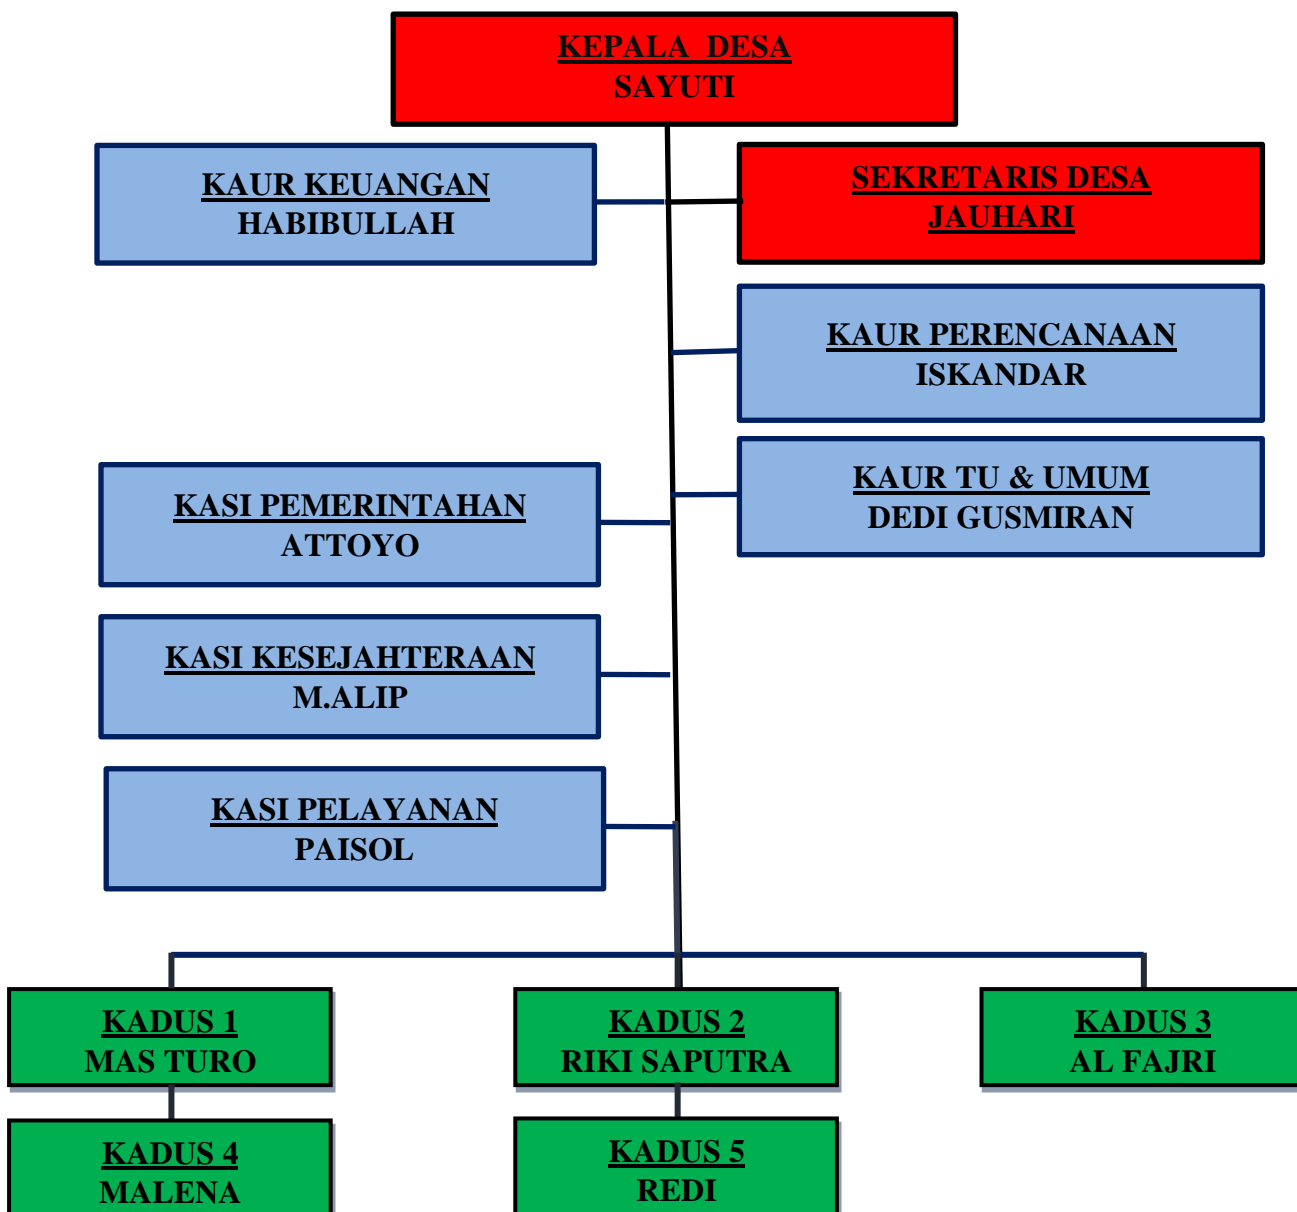 KEPALA  DESA
SAYUTI
KAUR KEUANGAN
HABIBULLAH
SEKRETARIS DESA
JAUHARI
KAUR PERENCANAAN
ISKANDAR
KAUR TU & UMUM
DEDI GUSMIRAN
KASI PEMERINTAHAN
ATTOYO
KASI KESEJAHTERAAN
M.ALIP
KASI PELAYANAN
PAISOL
KADUS 1
MAS TURO
KADUS 2
RIKI SAPUTRA
KADUS 3
AL FAJRI
KADUS 4
MALENA
KADUS 5
REDI